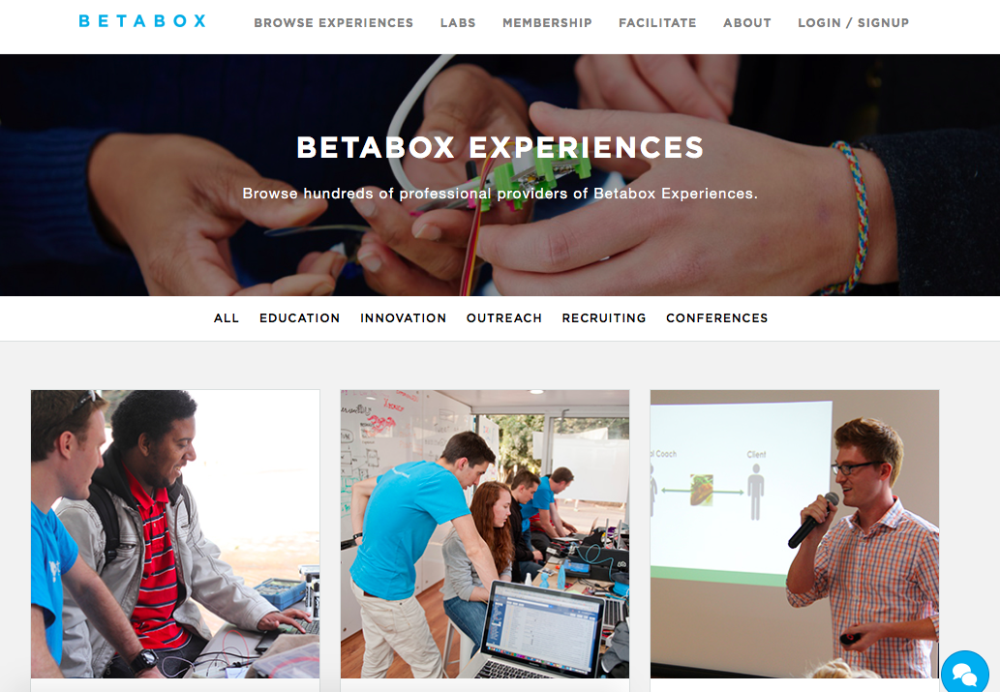 BETABOX
BROWSE EXPERIENCES
LABS
MEMBERSHIP
FACILITATE
ABOUT
LOGIN / SIGNUP
BETABOX EXPERIENCES
Browse hundreds of professional providers of Betabox Experiences.
ALL
EDUCATION
INNOVATION
OUTREACH
RECRUITING
CONFERENCES
Coach
Client